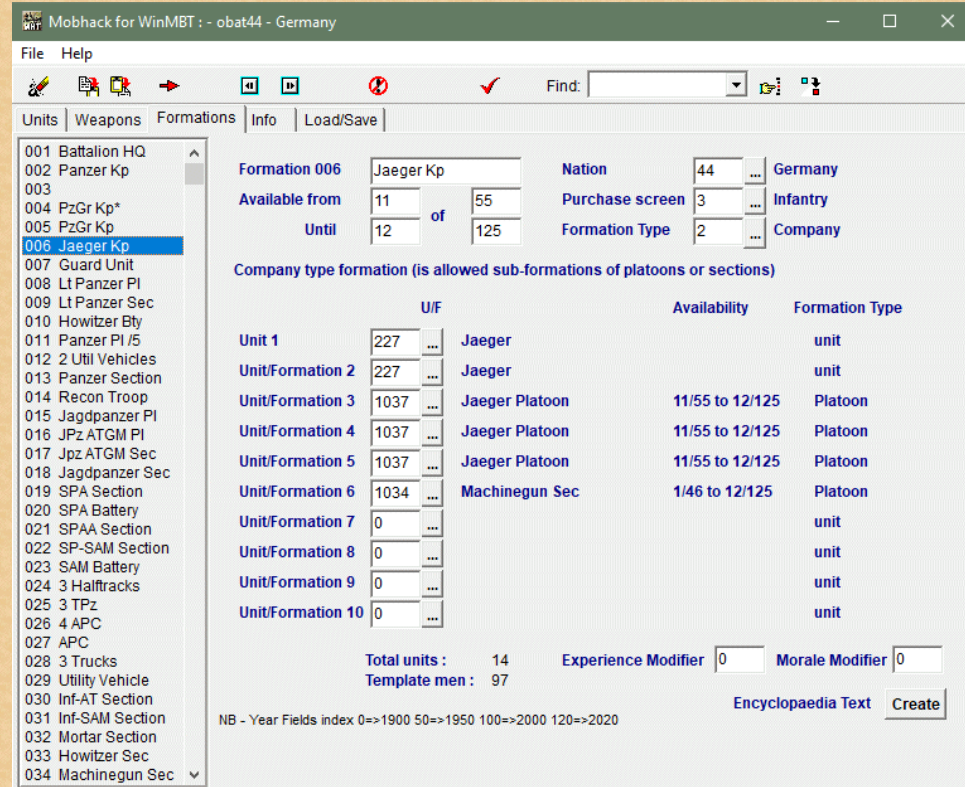 Mobhack for WinMBT : - obat44 - Germany
File Help
Find:
Units Weapons Formations Info Load/Save
001 Battalion HQ
002 Panzer Kp
003
004 PzGr Kp*
005 PzGr Kp
006 Jaeger Kp
007 Guard Unit
008 Lt Panzer Pl
009 Lt Panzer Sec
010 Howitzer Bty
011 Panzer Pl /5
012 2 Util Vehicles
013 Panzer Section
014 Recon Troop
015 Jagdpanzer Pl
016 JPz ATGM Pl
017 Jpz ATGM Sec
018 Jagdpanzer Sec
019 SPA Section
020 SPA Battery
021 SPAA Section
022 SP-SAM Section
023 SAM Battery
024 3 Halftracks
025 3 TPz
026 4 APC
027 APC
028 3 Trucks
029 Utility Vehicle
030 Inf-AT Section
031 Inf-SAM Section
032 Mortar Section
033 Howitzer Sec
034 Machinegun Sec
Formation 006 Jaeger Kp Nation 44 ... Germany
Available from 11 of 55 Purchase screen 3 ... Infantry
Until 12 125 Formation Type 2 ... Company
Company type formation (is allowed sub-formations of platoons or sections)
U/F Availability Formation Type
Unit 1 227 ... Jaeger unit
Unit/Formation 2 227 ... Jaeger unit
Unit/Formation 3 1037 ... Jaeger Platoon 11/55 to 12/125 Platoon
Unit/Formation 4 1037 ... Jaeger Platoon 11/55 to 12/125 Platoon
Unit/Formation 5 1037 ... Jaeger Platoon 11/55 to 12/125 Platoon
Unit/Formation 6 1034 ... Machinegun Sec 1/46 to 12/125 Platoon
Unit/Formation 7 0 ... unit
Unit/Formation 8 0 ... unit
Unit/Formation 9 0 ... unit
Unit/Formation 10 0 ... unit
Total units : 14 Experience Modifier 0 Morale Modifier 0
Template men : 97
Encyclopaedia Text Create
NB - Year Fields index 0=>1900 50=>1950 100=>2000 120=>2020